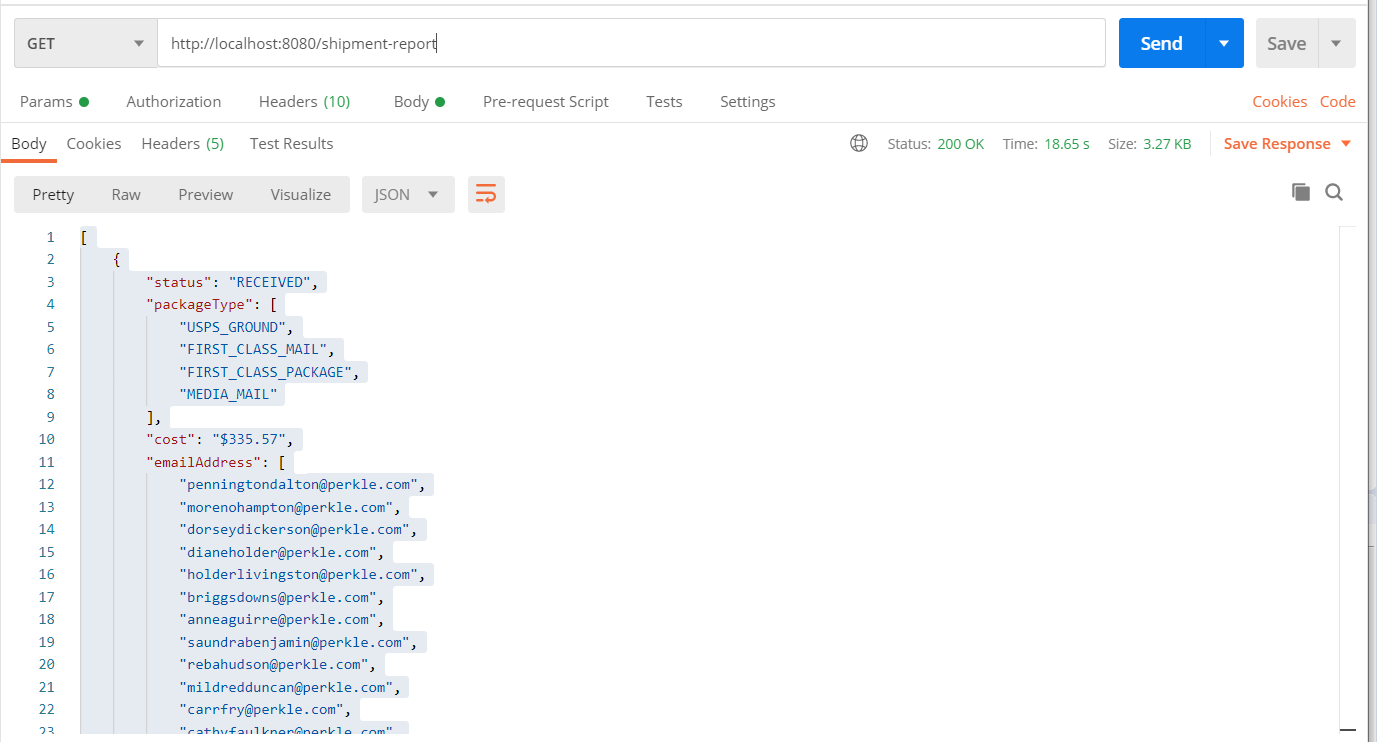 GET http://localhost:8080/shipment-report Send Save
Params Authorization Headers (10) Body Pre-request Script Tests Settings Cookies Code
Body Cookies Headers (5) Test Results Status: 200 OK Time: 18.65 s Size: 3.27 KB Save Response
Pretty Raw Preview Visualize JSON
1 [
2 {
3 "status": "RECEIVED",
4 "packageType": [
5 "USPS_GROUND",
6 "FIRST_CLASS_MAIL",
7 "FIRST_CLASS_PACKAGE",
8 "MEDIA_MAIL"
9 ],
10 "cost": "$335.57",
11 "emailAddress": [
12 "penningtondalton@perkle.com",
13 "morenohampton@perkle.com",
14 "dorseydickerson@perkle.com",
15 "dianeholder@perkle.com",
16 "holderlivingston@perkle.com",
17 "briggsdowns@perkle.com",
18 "anneaguirre@perkle.com",
19 "saundrabenjamin@perkle.com",
20 "rebahudson@perkle.com",
21 "mildredduncan@perkle.com",
22 "carrfry@perkle.com",
23 "cathyfaulkner@perkle.com"